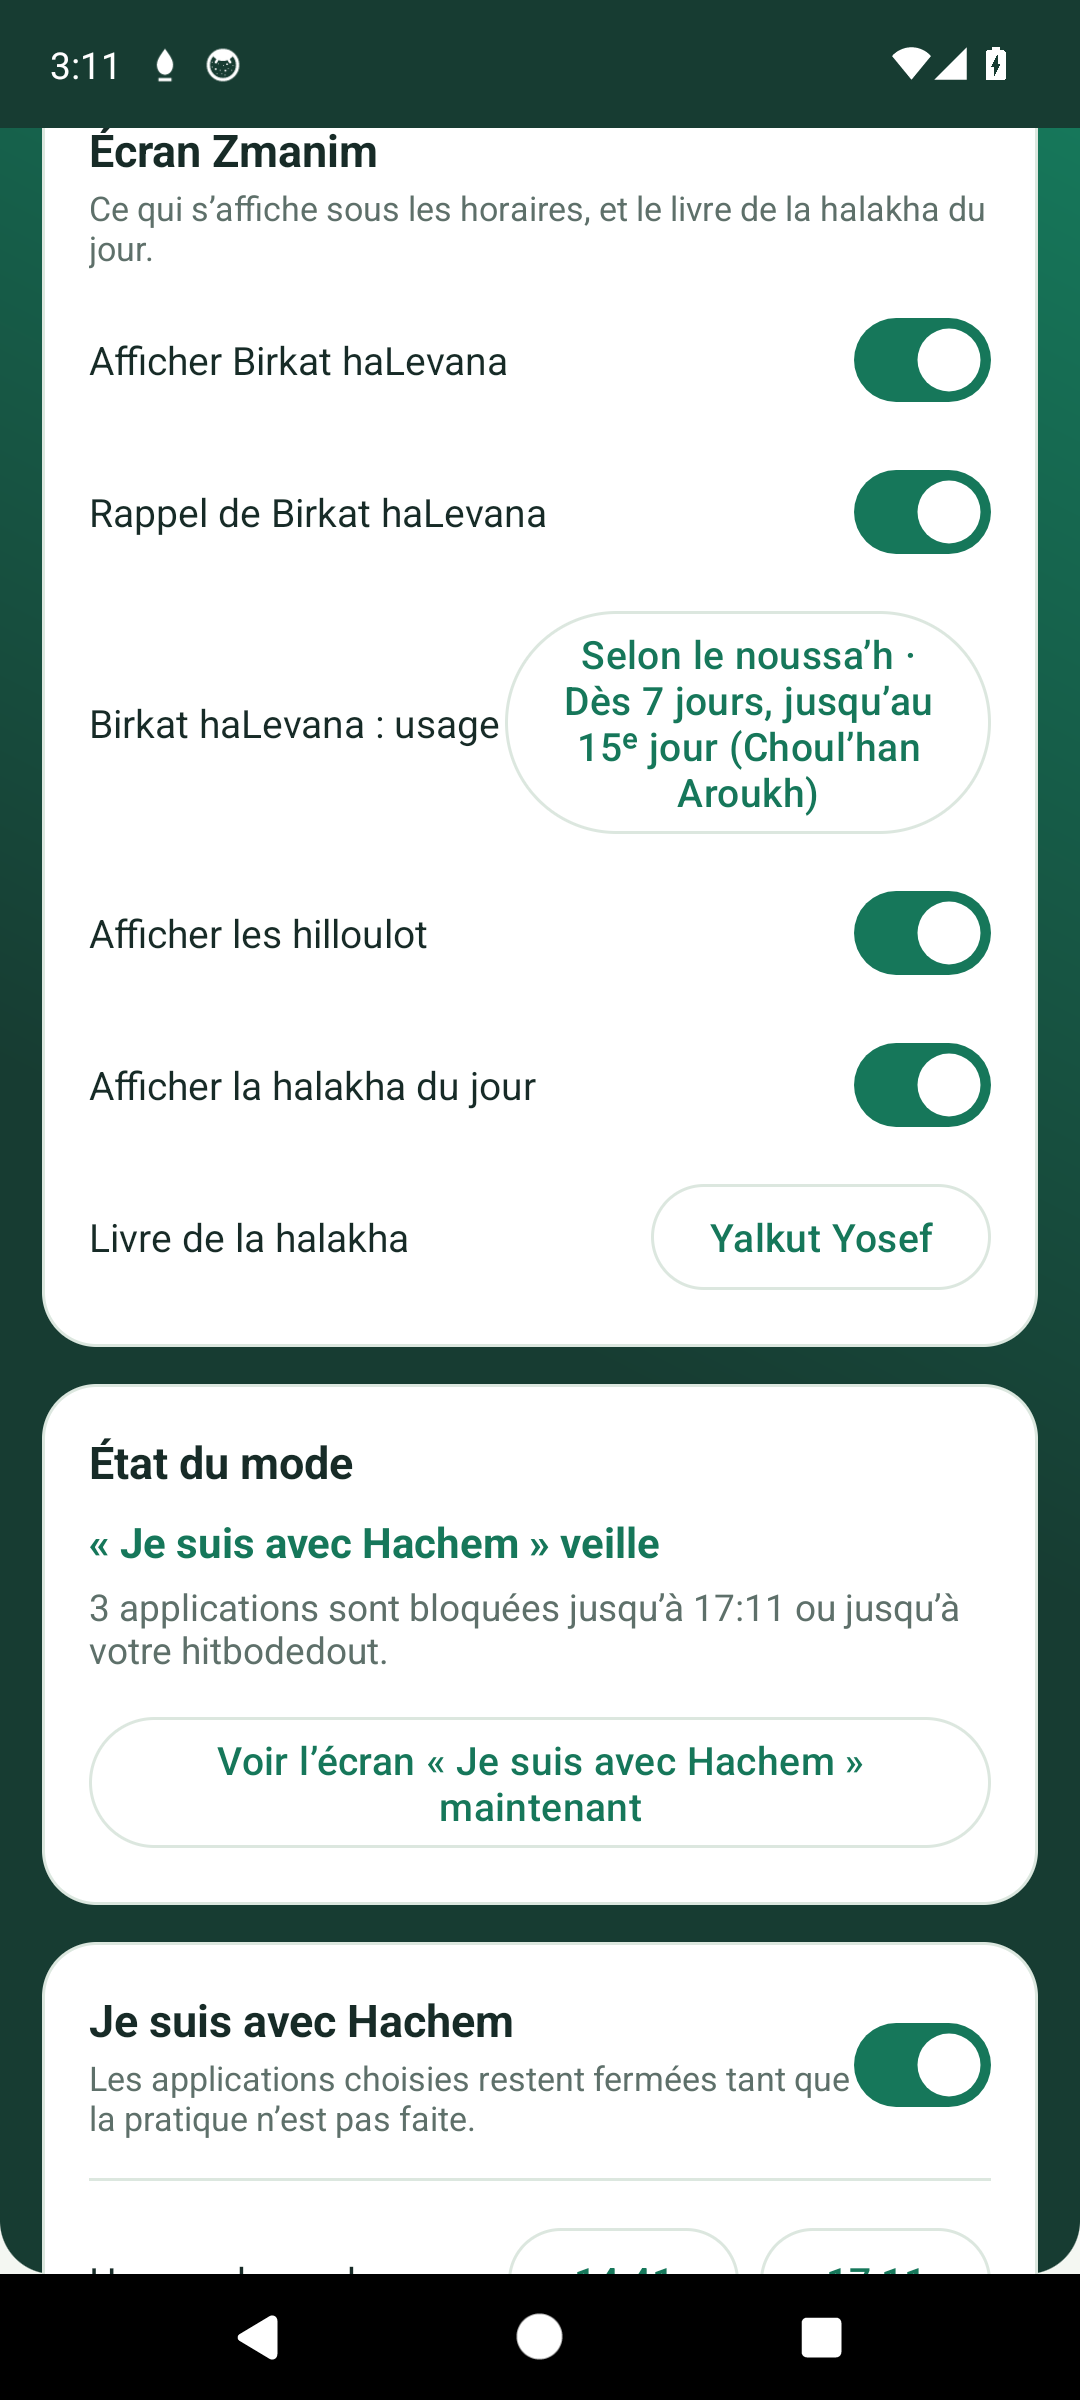 3:11
Écran Zmanim
Ce qui s’affiche sous les horaires, et le livre de la halakha du
jour.
Afficher Birkat haLevana
Rappel de Birkat haLevana
Birkat haLevana : usage
Selon le noussa’h ·
Dès 7 jours, jusqu’au
15ᵉ jour (Choul’han
Aroukh)
Afficher les hilloulot
Afficher la halakha du jour
Livre de la halakha
Yalkut Yosef
État du mode
« Je suis avec Hachem » veille
3 applications sont bloquées jusqu’à 17:11 ou jusqu’à
votre hitbodedout.
Voir l’écran « Je suis avec Hachem »
maintenant
Je suis avec Hachem
Les applications choisies restent fermées tant que
la pratique n’est pas faite.